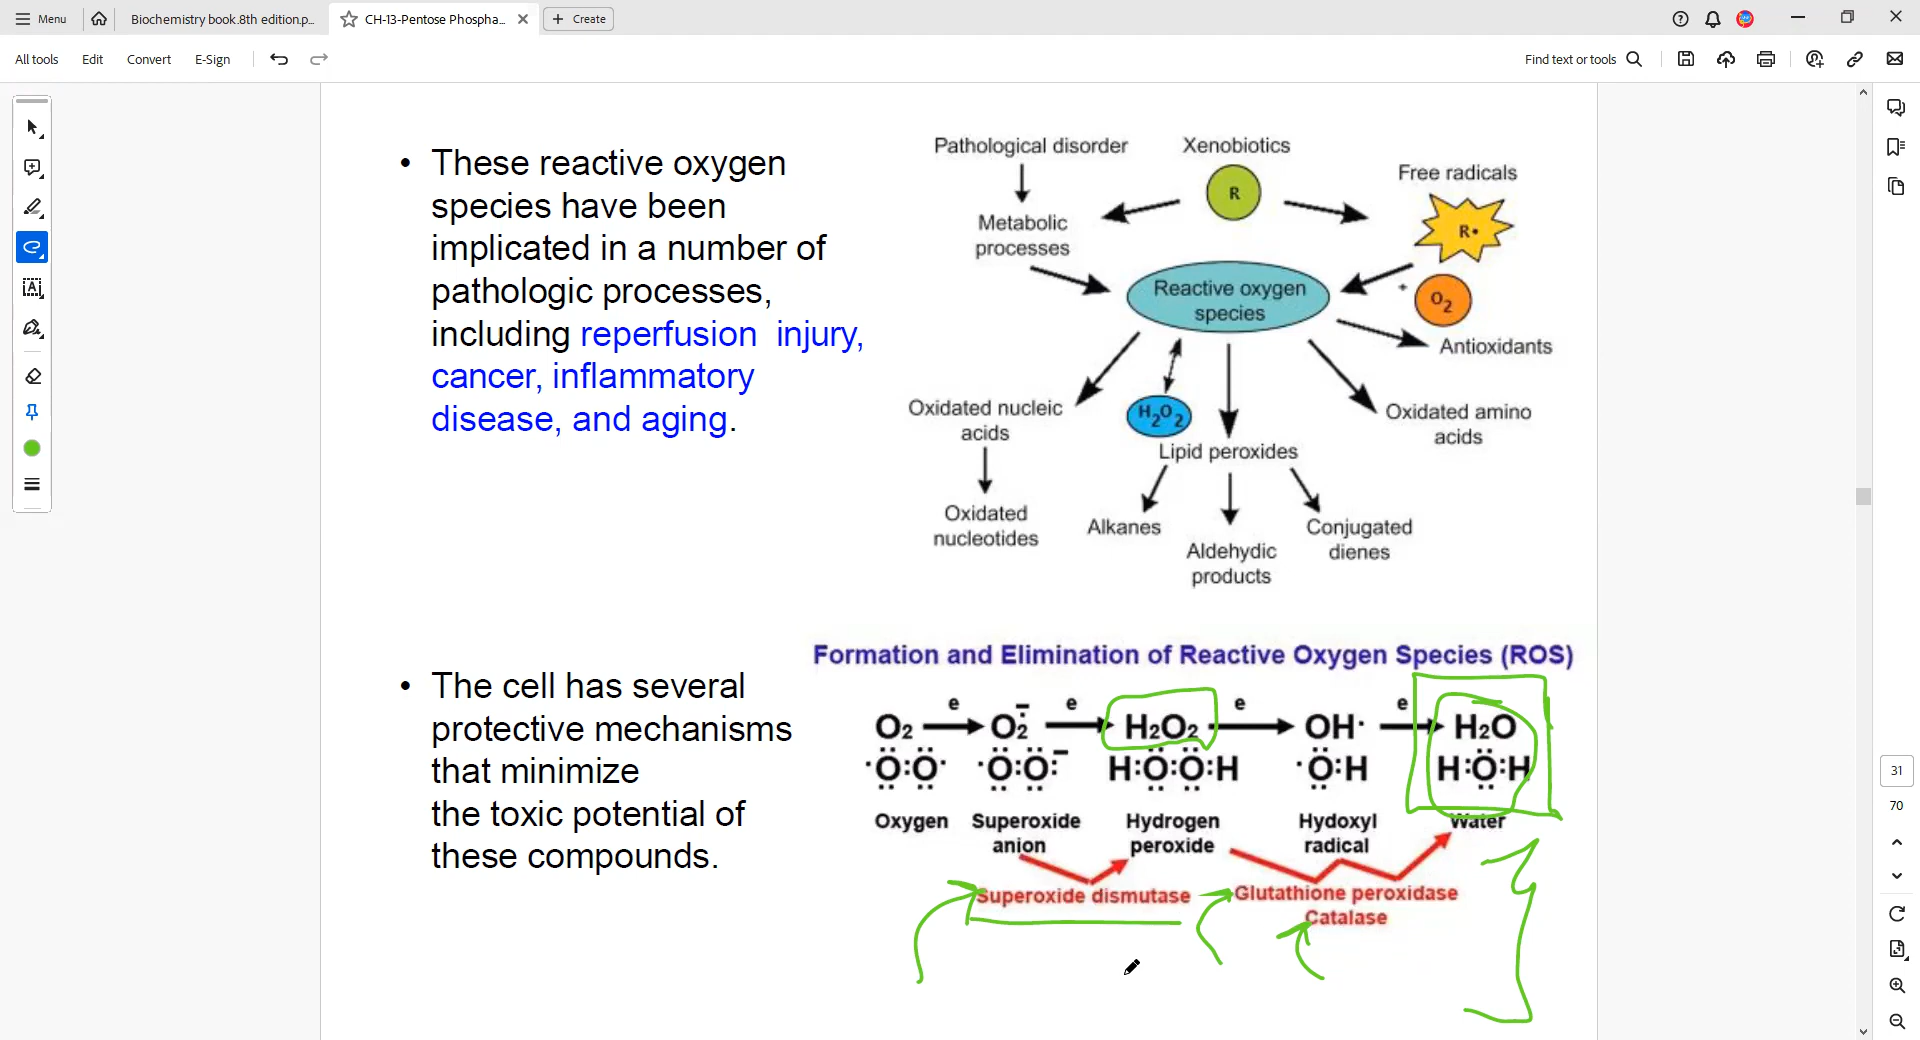 Menu
Biochemistry book.8th edition.p...
CH-13-Pentose Phospha...
Create
All tools
Edit
Convert
E-Sign
Find text or tools
• These reactive oxygen
species have been
implicated in a number of
pathologic processes,
including reperfusion injury,
cancer, inflammatory
disease, and aging.
Pathological disorder
Xenobiotics
Free radicals
R
R•
Metabolic
processes
Reactive oxygen
species
+
O2
Antioxidants
Oxidated nucleic
acids
H2O2
Lipid peroxides
Oxidated amino
acids
Oxidated
nucleotides
Alkanes
Aldehydic
products
Conjugated
dienes
• The cell has several
protective mechanisms
that minimize
the toxic potential of
these compounds.
Formation and Elimination of Reactive Oxygen Species (ROS)
e e e e
O2 O2- H2O2 OH· H2O
·O:O· ·O:O:- H:O:O:H ·O:H H:O:H
Oxygen Superoxide anion Hydrogen peroxide Hydoxyl radical Water
Superoxide dismutase
Glutathione peroxidase
Catalase
31
70